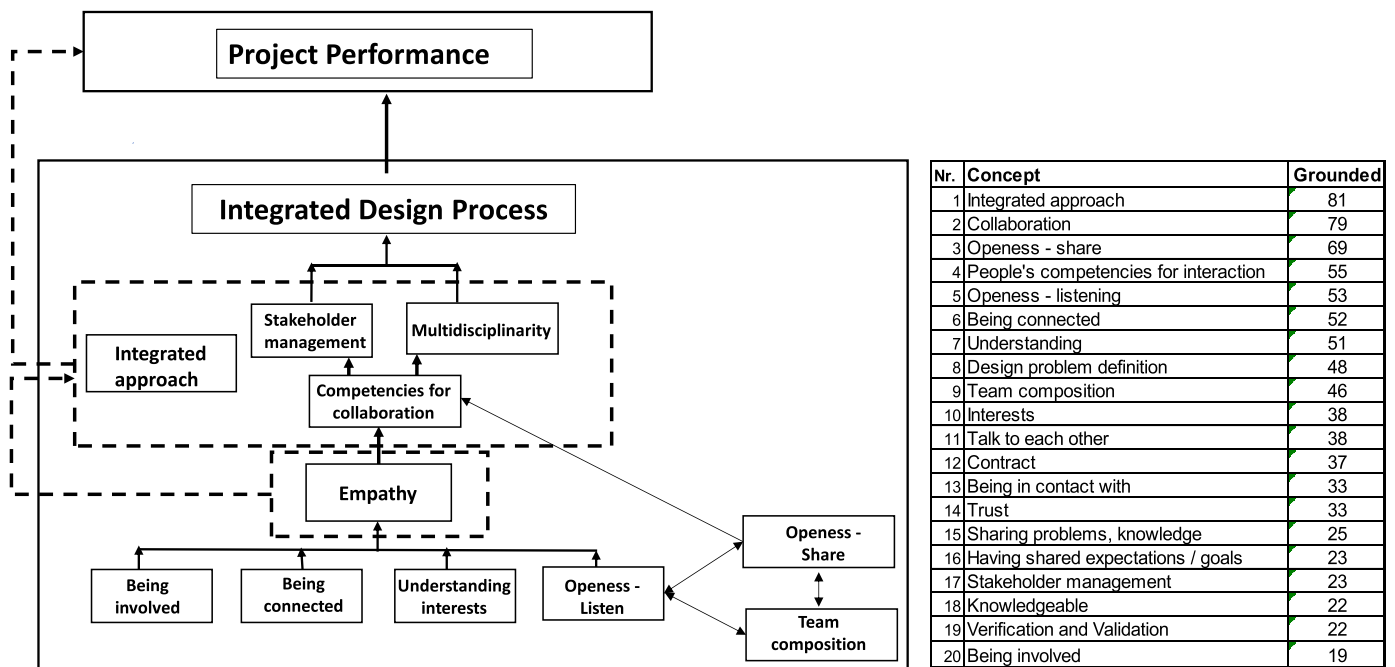 Project Performance
Integrated Design Process
Stakeholder
management
Multidisciplinarity
Integrated
approach
Competencies for
collaboration
Empathy
Being
involved
Being
connected
Understanding
interests
Openess -
Listen
Openess -
Share
Team
composition
Nr. Concept Grounded
1 Integrated approach 81
2 Collaboration 79
3 Openess - share 69
4 People's competencies for interaction 55
5 Openess - listening 53
6 Being connected 52
7 Understanding 51
8 Design problem definition 48
9 Team composition 46
10 Interests 38
11 Talk to each other 38
12 Contract 37
13 Being in contact with 33
14 Trust 33
15 Sharing problems, knowledge 25
16 Having shared expectations / goals 23
17 Stakeholder management 23
18 Knowledgeable 22
19 Verification and Validation 22
20 Being involved 19